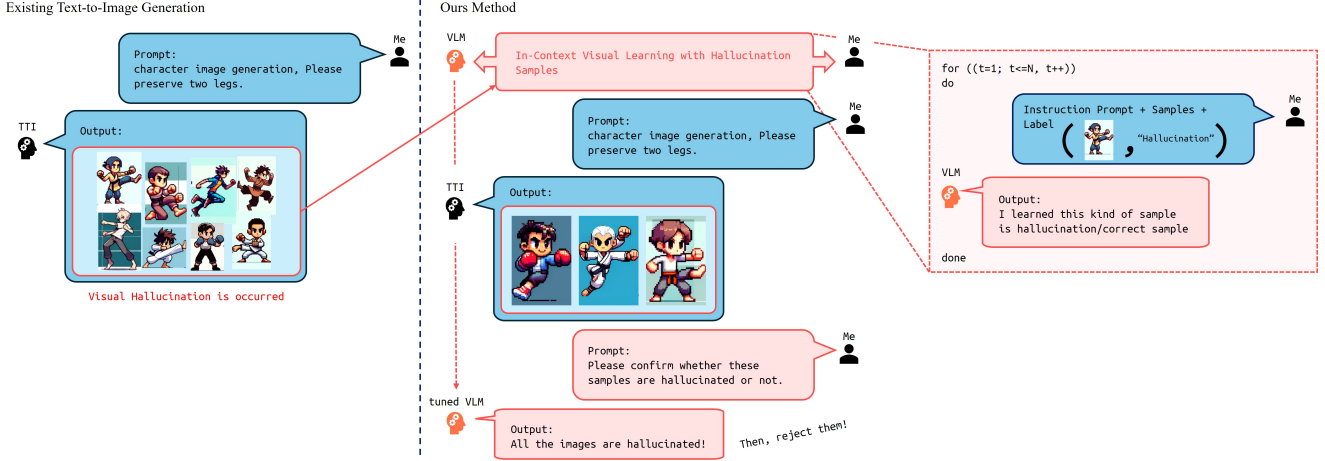 Existing Text-to-Image Generation
Me
Prompt:
character image generation, Please
preserve two legs.
TTI
Output:
Visual Hallucination is occurred
Ours Method
VLM
In-Context Visual Learning with Hallucination
Samples
Me
Me
Prompt:
character image generation, Please
preserve two legs.
TTI
Output:
Me
Prompt:
Please confirm whether these
samples are hallucinated or not.
tuned VLM
Output:
All the images are hallucinated!
Then, reject them!
for ((t=1; t<=N, t++))
do
Me
Instruction Prompt + Samples +
Label
( , “Hallucination”)
VLM
Output:
I learned this kind of sample
is hallucination/correct sample
done